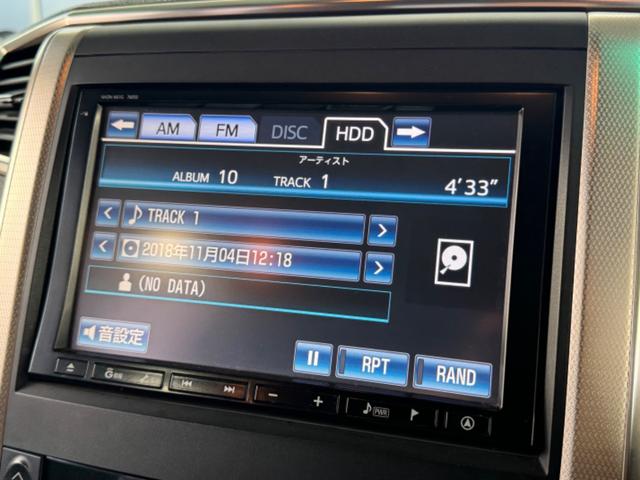 AM FM DISC HDD
アーティスト
ALBUM 10 TRACK 1 4'33"
TRACK 1
2018年11月04日12:18
(NO DATA)
音設定
RPT RAND
PWR